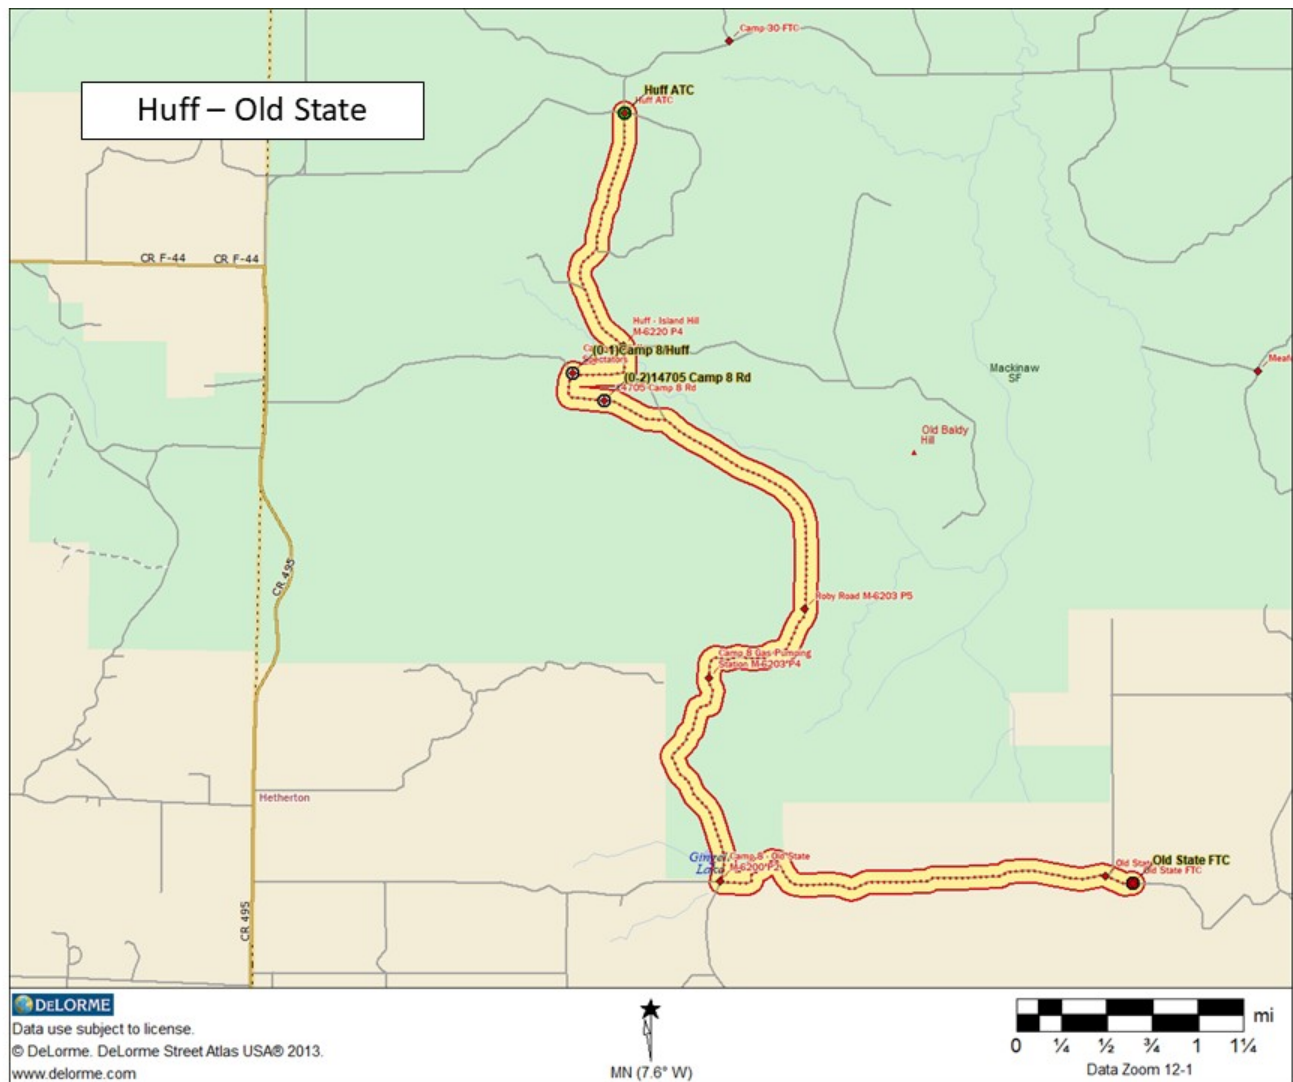 Camp 30 FTC
Huff – Old State
Huff ATC
Huff ATC
CR F-44
CR F-44
Huff - Island Hill
M-6220 P4
(0-1)Camp 8/Huff
Spectators
(0-2)14705 Camp 8 Rd
14705 Camp 8 Rd
Mackinaw
SF
Old Baldy
Hill
CR 495
Roby Road M-6203 P5
Camp 8 Gas Pumping
Station M-6203 P4
Hetherton
Camp 8 - Old State
M-6200 P2
Old State FTC
Old State FTC
CR 495
DELORME
Data use subject to license.
© DeLorme. DeLorme Street Atlas USA® 2013.
www.delorme.com
MN (7.6° W)
mi
0 ¼ ½ ¾ 1 1¼
Data Zoom 12-1